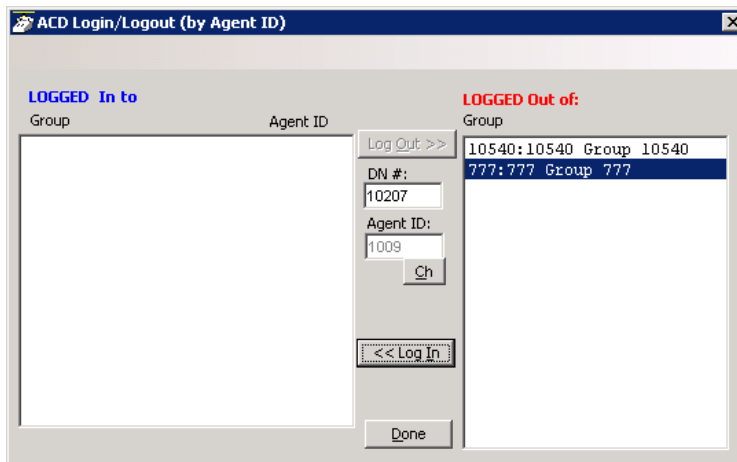 ACD Login/Logout (by Agent ID)
LOGGED In to
Group Agent ID
Log Out >>
DN #:
10207
Agent ID:
1009
Ch
<< Log In
Done
LOGGED Out of:
Group
10540:10540 Group 10540
777:777 Group 777